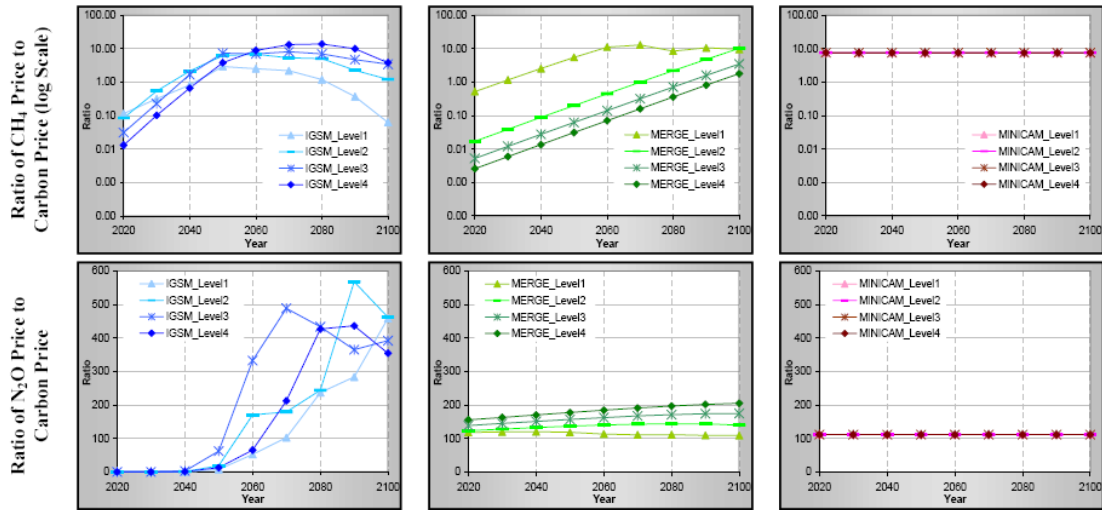 Ratio of CH4 Price to
Carbon Price (log Scale)
Ratio
100.00
10.00
1.00
0.10
0.01
0.00
0.00
IGSM_Level1
IGSM_Level2
IGSM_Level3
IGSM_Level4
2020 2040 2060 2080 2100
Year
Ratio
100.00
10.00
1.00
0.10
0.01
0.00
0.00
MERGE_Level1
MERGE_Level2
MERGE_Level3
MERGE_Level4
2020 2040 2060 2080 2100
Year
Ratio
100.00
10.00
1.00
0.10
0.01
0.00
0.00
MINICAM_Level1
MINICAM_Level2
MINICAM_Level3
MINICAM_Level4
2020 2040 2060 2080 2100
Year
Ratio of N2O Price to
Carbon Price
Ratio
600
500
400
300
200
100
0
IGSM_Level1
IGSM_Level2
IGSM_Level3
IGSM_Level4
2020 2040 2060 2080 2100
Year
Ratio
600
500
400
300
200
100
0
MERGE_Level1
MERGE_Level2
MERGE_Level3
MERGE_Level4
2020 2040 2060 2080 2100
Year
Ratio
600
500
400
300
200
100
0
MINICAM_Level1
MINICAM_Level2
MINICAM_Level3
MINICAM_Level4
2020 2040 2060 2080 2100
Year